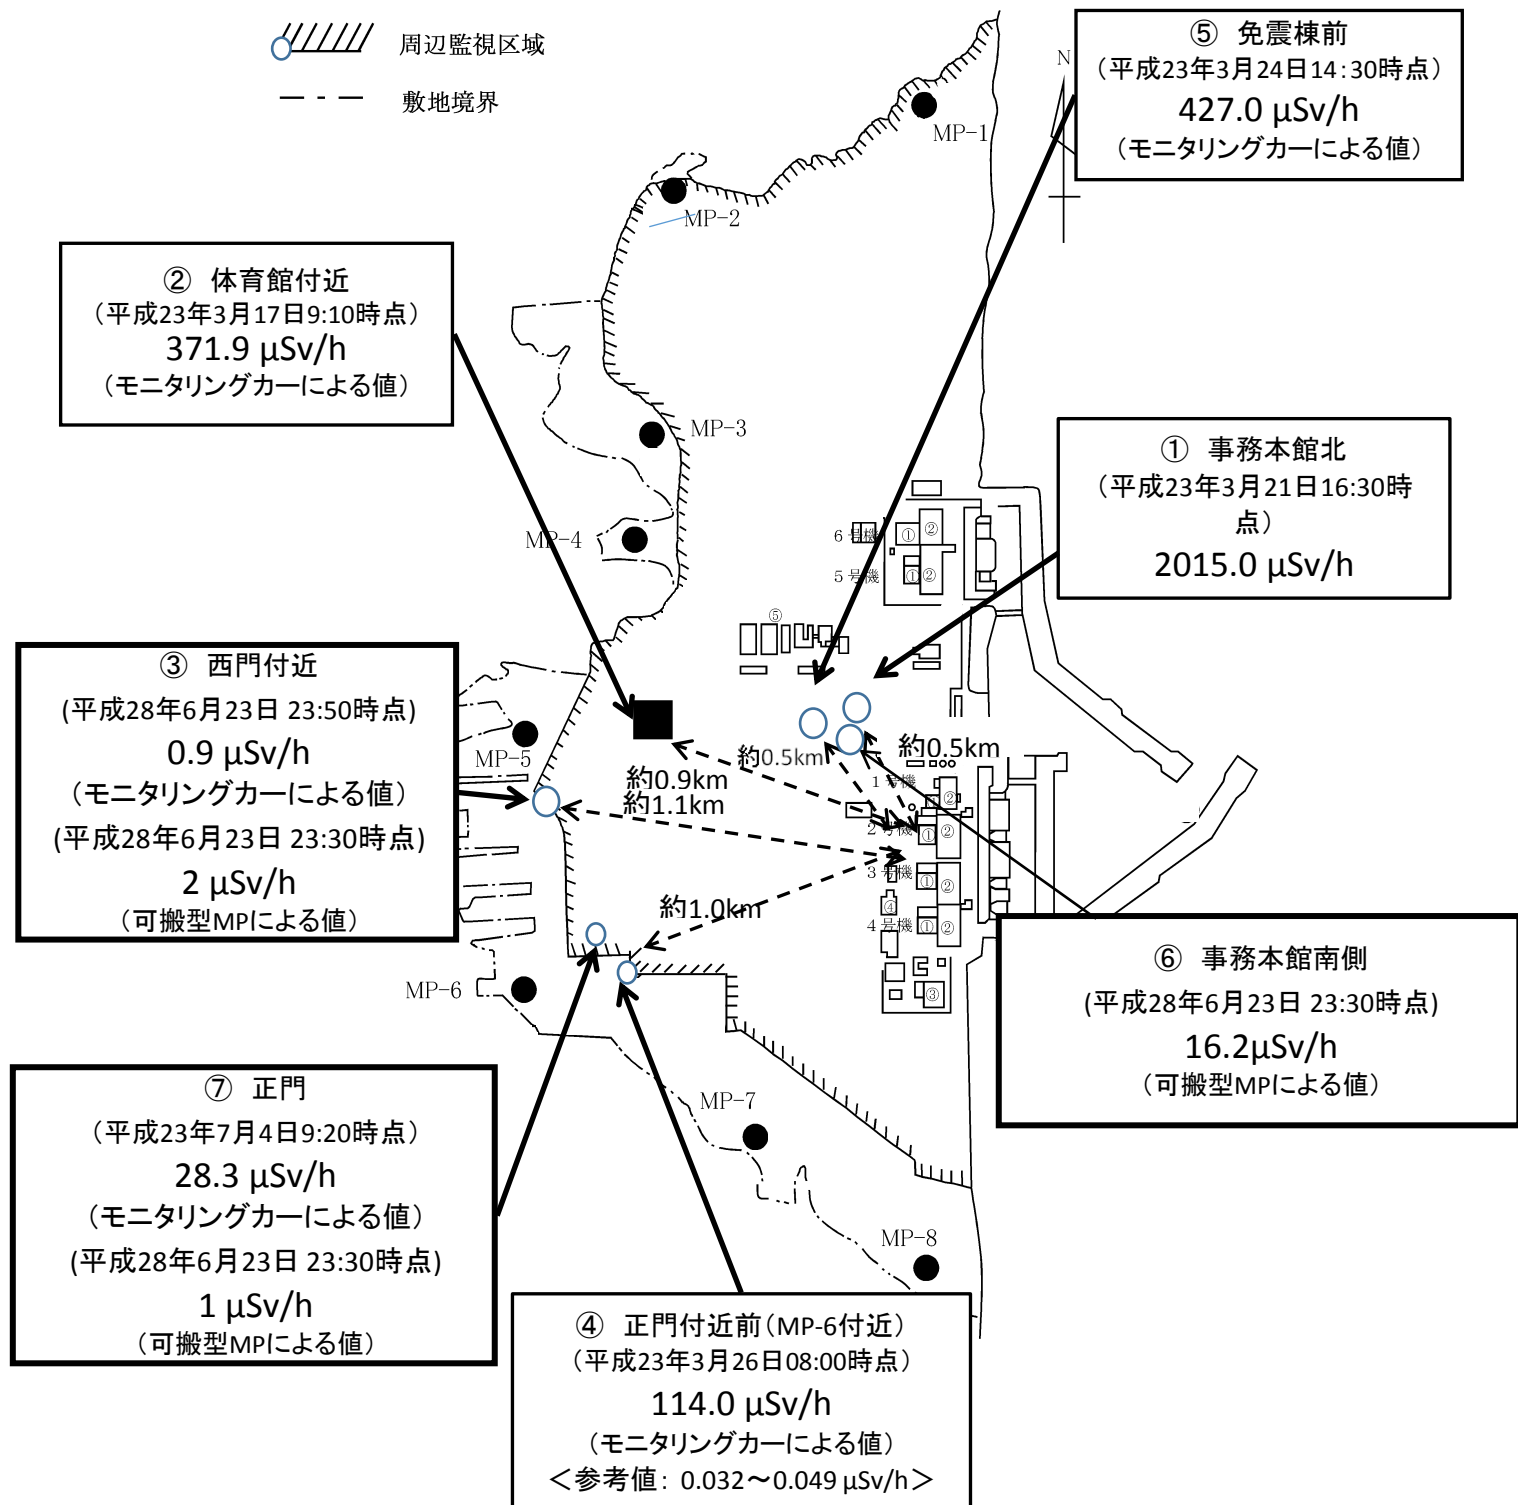 周辺監視区域
敷地境界
N
⑤ 免震棟前
（平成23年3月24日14:30時点）
427.0 μSv/h
（モニタリングカーによる値）
MP-1
MP-2
② 体育館付近
（平成23年3月17日9:10時点）
371.9 μSv/h
（モニタリングカーによる値）
MP-3
① 事務本館北
（平成23年3月21日16:30時
点）
2015.0 μSv/h
MP-4
6号機
①
②
5号機
①
②
⑤
③ 西門付近
(平成28年6月23日 23:50時点)
0.9 μSv/h
（モニタリングカーによる値）
(平成28年6月23日 23:30時点)
2 μSv/h
（可搬型MPによる値）
MP-5
約0.5km
約0.5km
約0.9km
約1.1km
1号機
①
②
2号機
①
②
3号機
①
②
約1.0km
④
4号機
①
②
③
MP-6
⑥ 事務本館南側
(平成28年6月23日 23:30時点)
16.2μSv/h
（可搬型MPによる値）
⑦ 正門
（平成23年7月4日9:20時点）
28.3 μSv/h
（モニタリングカーによる値）
(平成28年6月23日 23:30時点)
1 μSv/h
（可搬型MPによる値）
MP-7
MP-8
④ 正門付近前（MP-6付近）
（平成23年3月26日08:00時点）
114.0 μSv/h
（モニタリングカーによる値）
＜参考値： 0.032～0.049 μSv/h＞